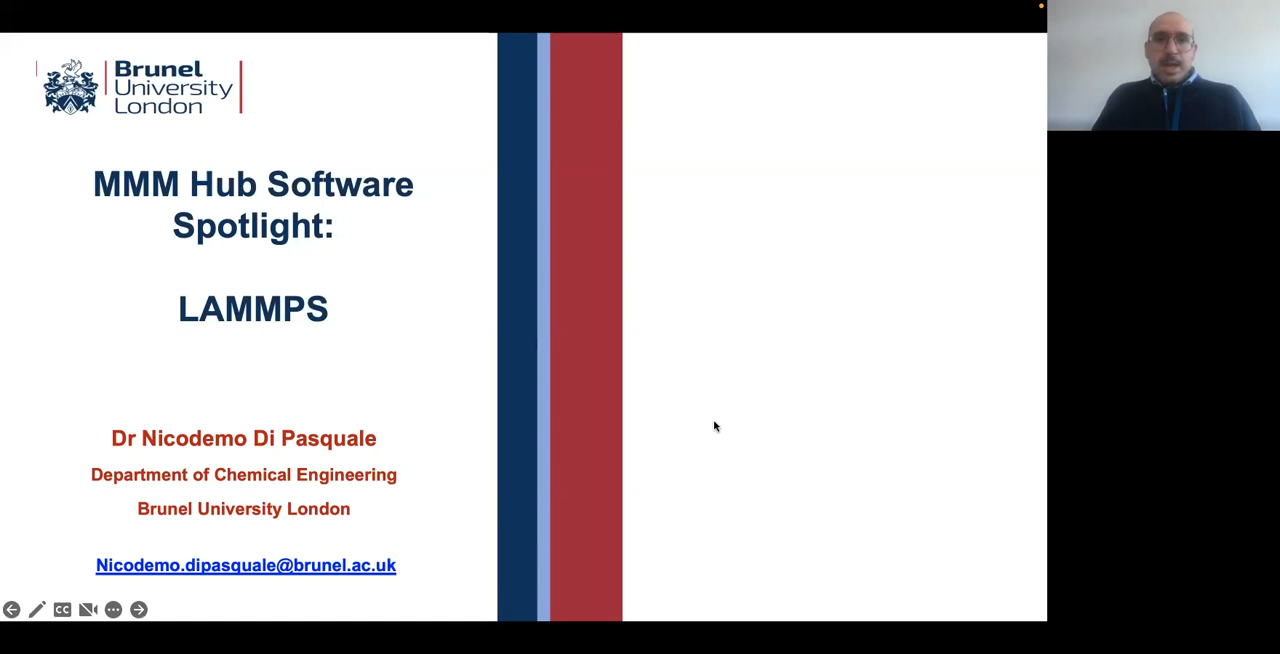 Brunel
University
London
MMM Hub Software
Spotlight:
LAMMPS
Dr Nicodemo Di Pasquale
Department of Chemical Engineering
Brunel University London
Nicodemo.dipasquale@brunel.ac.uk
CC